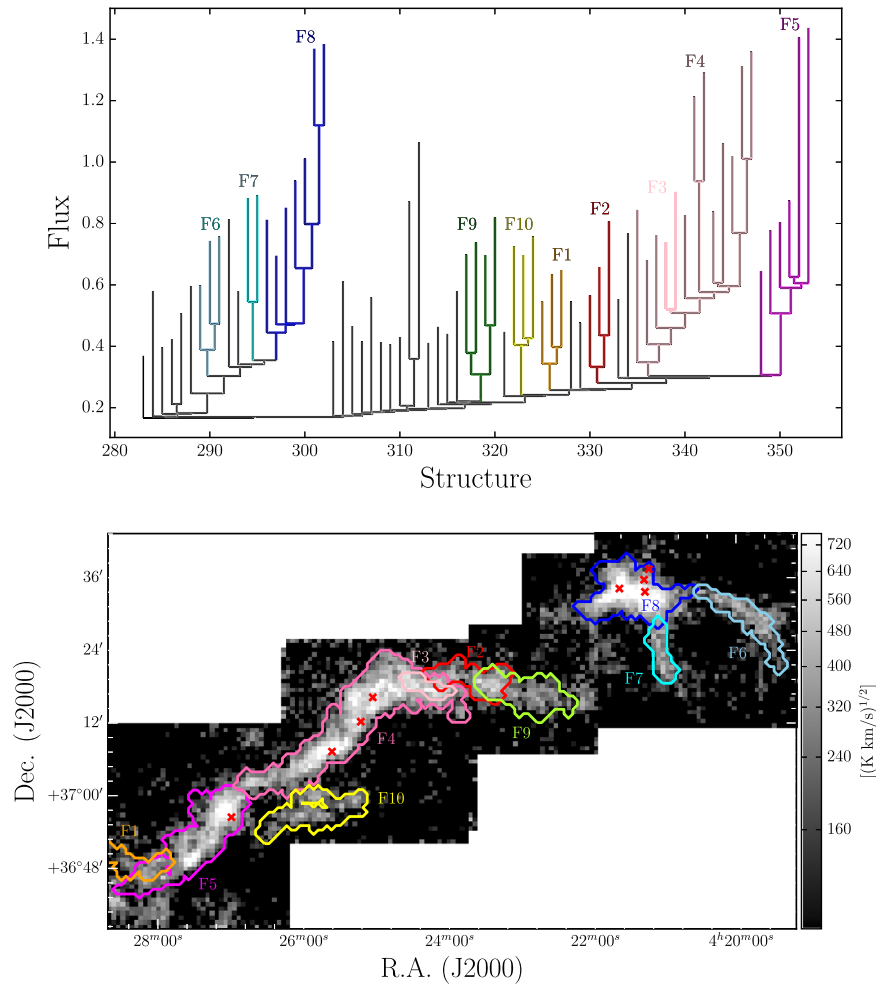 1.4
1.2
1.0
0.8
0.6
0.4
0.2
Flux
F8
F5
F4
F7
F3
F6
F9
F10
F2
F1
280
290
300
310
320
330
340
350
Structure
36′
24′
12′
+37°00′
+36°48′
Dec. (J2000)
F8
F6
F7
F3
F2
F9
F4
F10
F1
F5
28ᵐ00ˢ
26ᵐ00ˢ
24ᵐ00ˢ
22ᵐ00ˢ
4ʰ20ᵐ00ˢ
R.A. (J2000)
720
640
560
480
400
320
240
160
[(K km/s)^{1/2}]